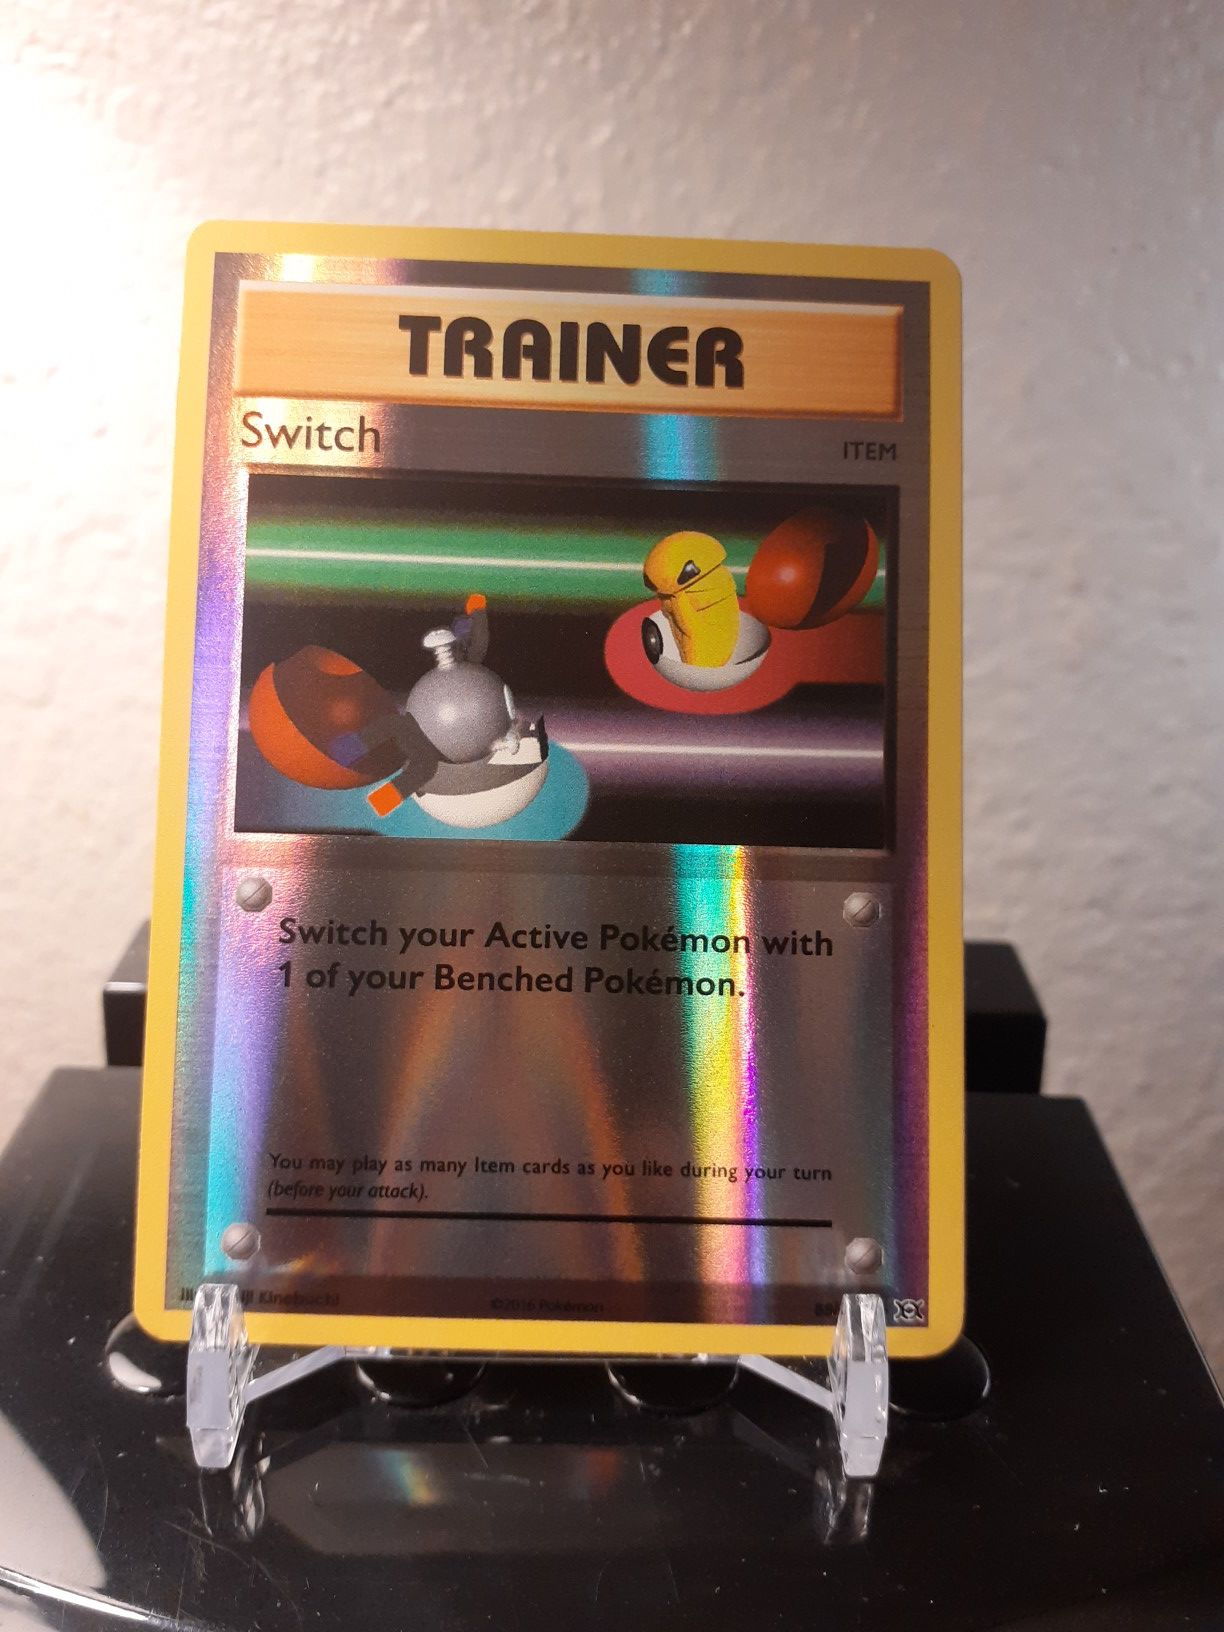 TRAINER
Switch
ITEM
Switch your Active Pokémon with
1 of your Benched Pokémon.
You may play as many Item cards as you like during your turn
(before your attack).
Kinebuchi ©2016 Pokémon